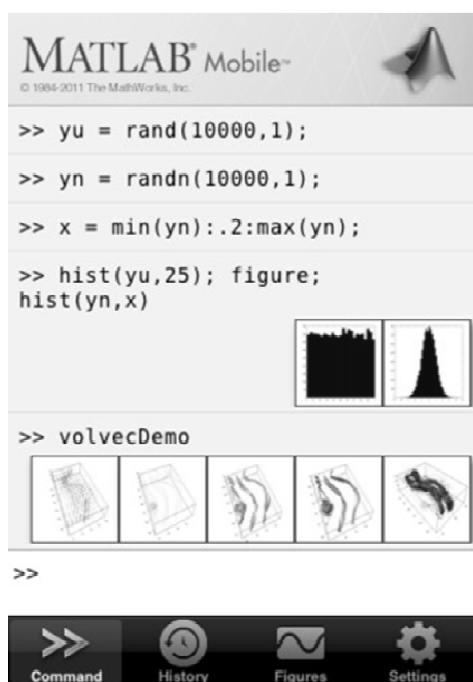 MATLAB® Mobile™
© 1984-2011 The MathWorks, Inc.
>> yu = rand(10000,1);
>> yn = randn(10000,1);
>> x = min(yn):.2:max(yn);
>> hist(yu,25); figure;
hist(yn,x)
>> volvecDemo
>>
Command History Figures Settings